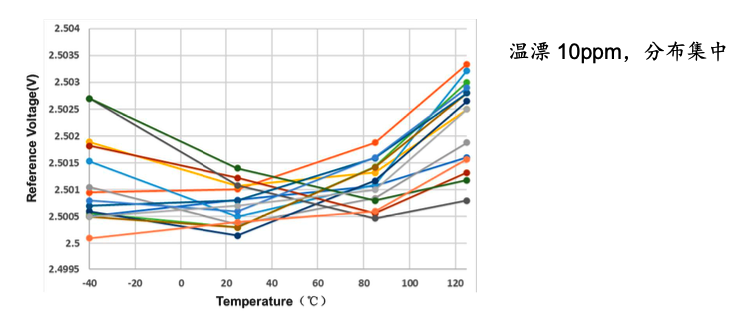 2.504
2.5035
2.503
2.5025
2.502
2.5015
2.501
2.5005
2.5
2.4995
Reference Voltage(V)
-40 -20 0 20 40 60 80 100 120
Temperature（℃）
温漂 10ppm，分布集中